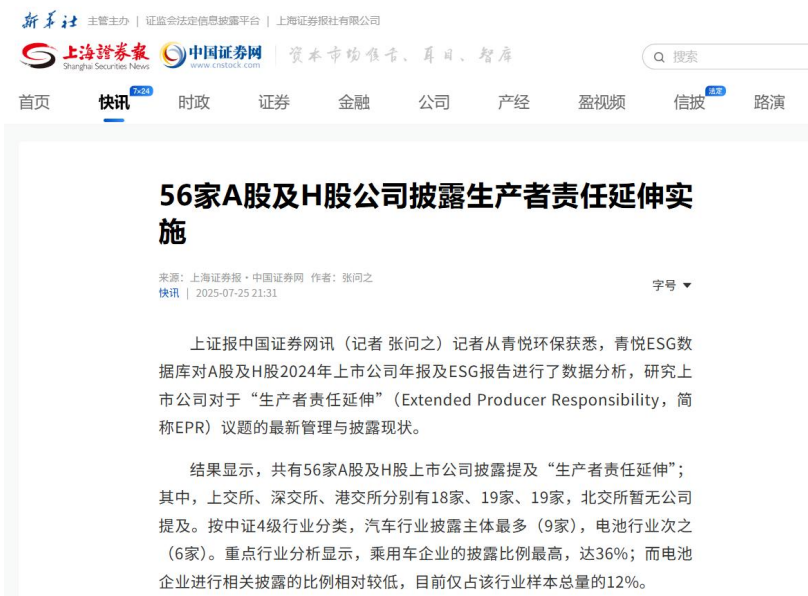 新华社 主管主办 | 证监会法定信息披露平台 | 上海证券报社有限公司
上海證券報 中国证券网 资本市场信言、耳目、智库 搜索
Shanghai Securities News www.cnstock.com
首页 快讯 7×24 时政 证券 金融 公司 产经 盈视频 信披 法定 路演
56家A股及H股公司披露生产者责任延伸实
施
来源：上海证券报·中国证券网 作者：张问之
快讯 | 2025-07-25 21:31
字号
上证报中国证券网讯（记者 张问之）记者从青悦环保获悉，青悦ESG数
据库对A股及H股2024年上市公司年报及ESG报告进行了数据分析，研究上
市公司对于“生产者责任延伸”（Extended Producer Responsibility，简
称EPR）议题的最新管理与披露现状。
结果显示，共有56家A股及H股上市公司披露提及“生产者责任延伸”；
其中，上交所、深交所、港交所分别有18家、19家、19家，北交所暂无公司
提及。按中证4级行业分类，汽车行业披露主体最多（9家），电池行业次之
（6家）。重点行业分析显示，乘用车企业的披露比例最高，达36%；而电池
企业进行相关披露的比例相对较低，目前仅占该行业样本总量的12%。